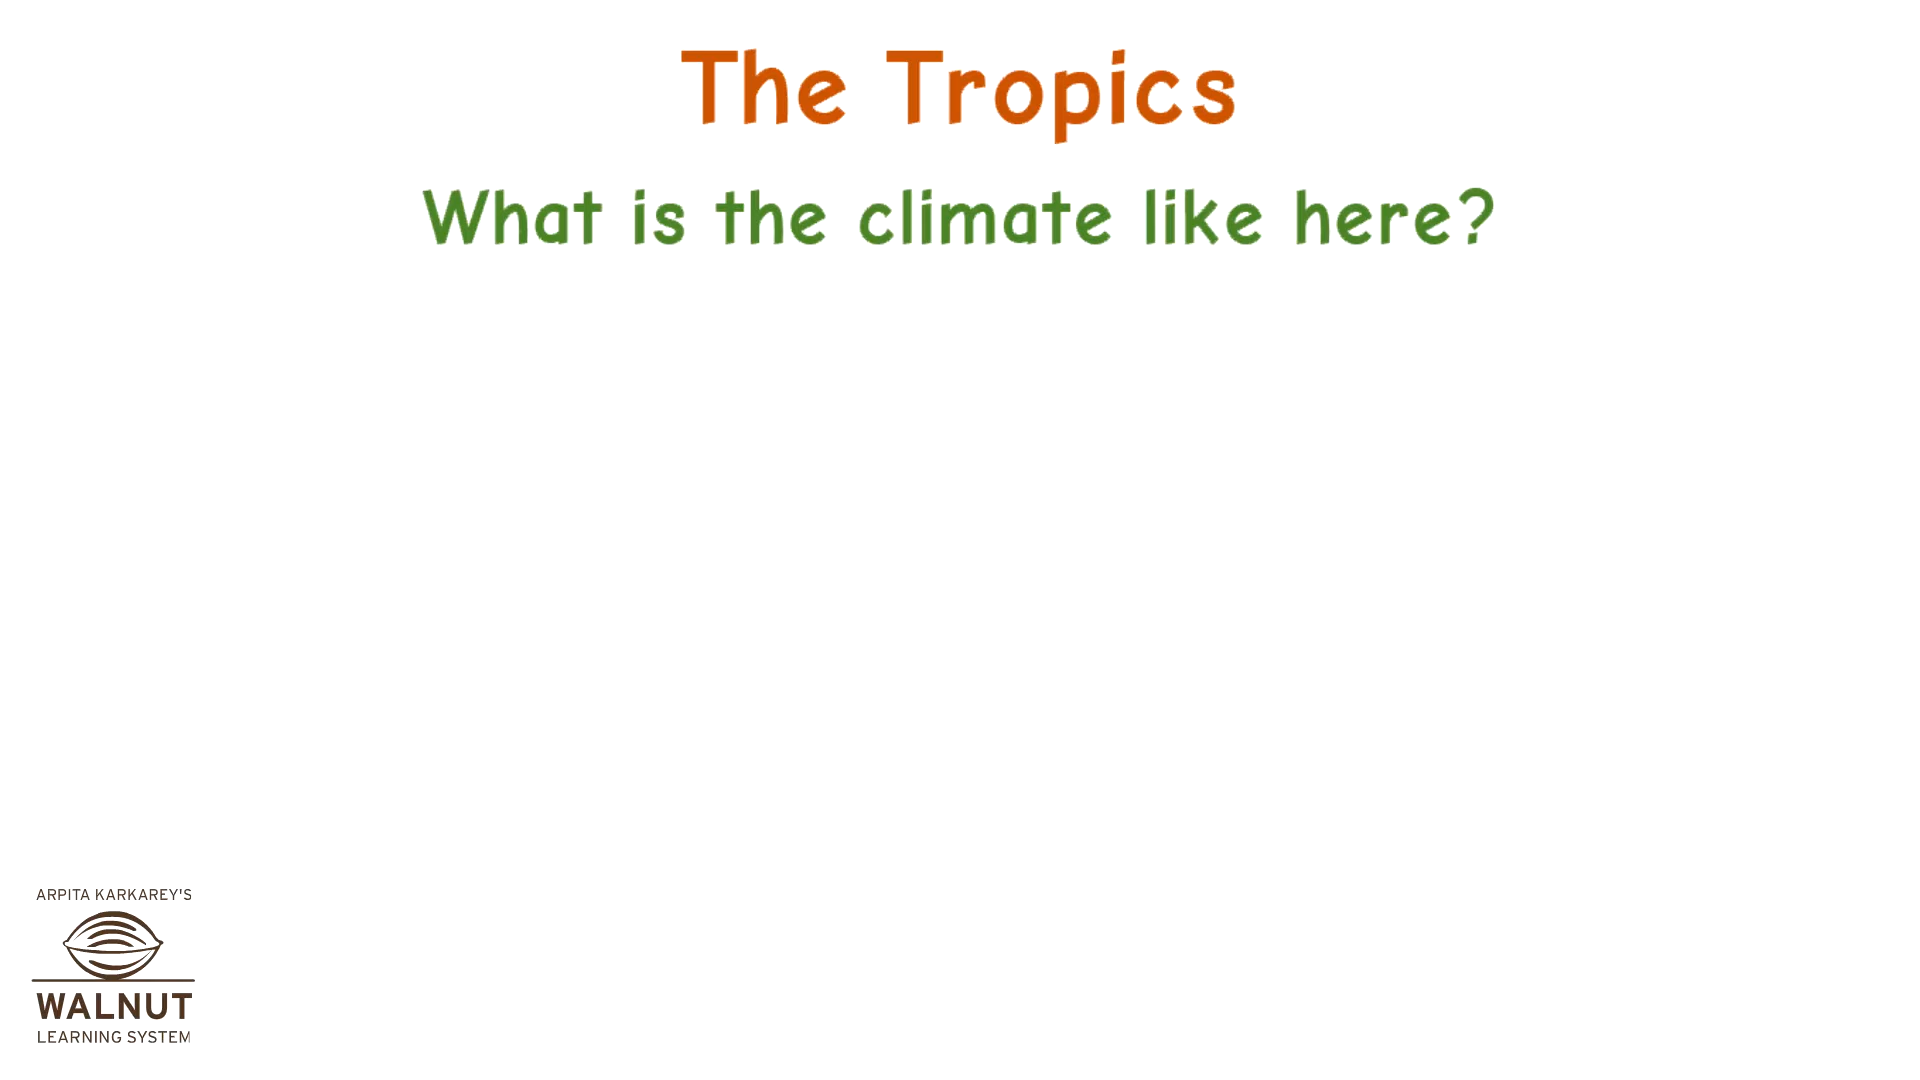 The Tropics
What is the climate like here?
ARPITA KARKAREY'S
WALNUT
LEARNING SYSTEM